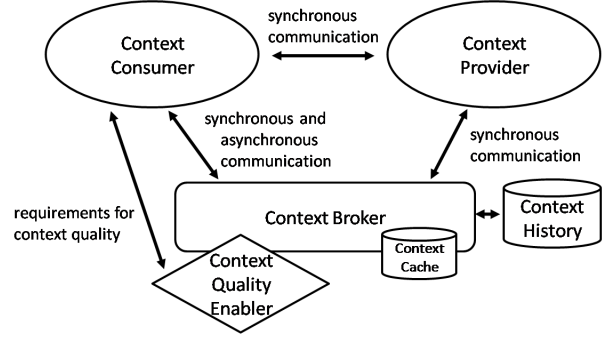 synchronous
communication
Context
Consumer
Context
Provider
synchronous and
asynchronous
communication
synchronous
communication
requirements for
context quality
Context Broker
Context
History
Context
Cache
Context
Quality
Enabler